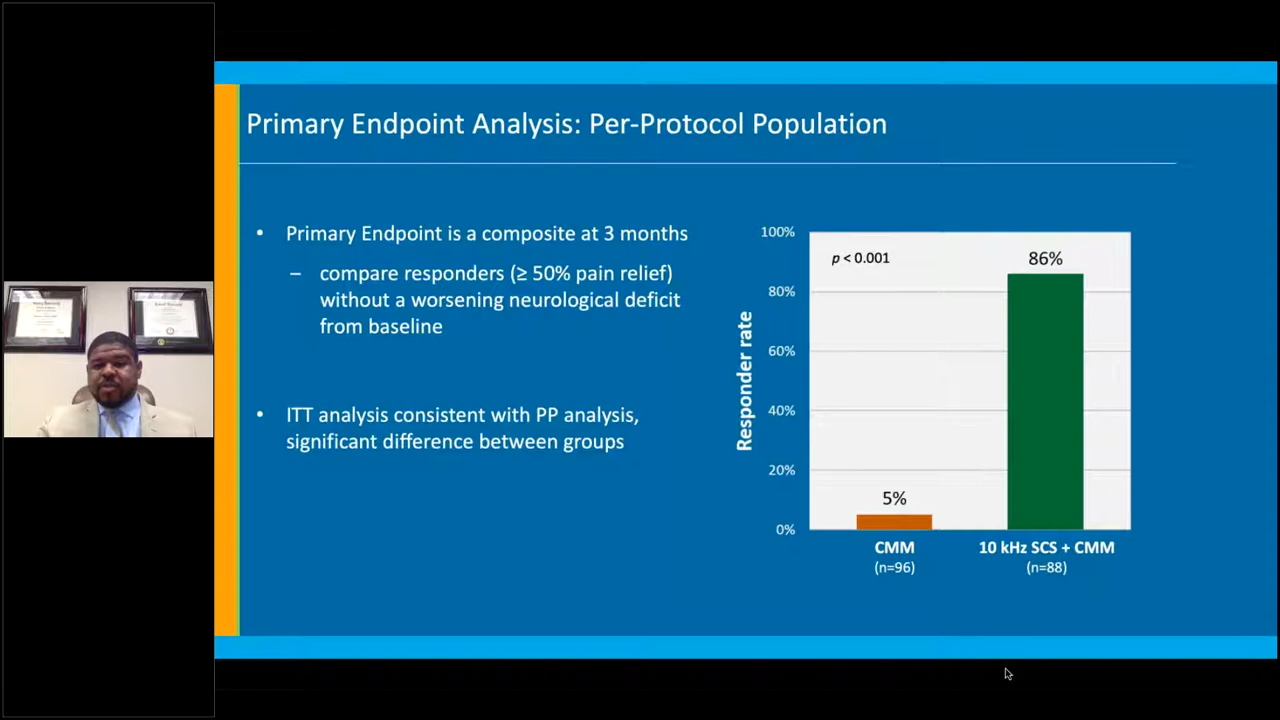 Primary Endpoint Analysis: Per-Protocol Population
• Primary Endpoint is a composite at 3 months
– compare responders (≥ 50% pain relief)
without a worsening neurological deficit
from baseline
• ITT analysis consistent with PP analysis,
significant difference between groups
Responder rate
100%
80%
60%
40%
20%
0%
p < 0.001
86%
5%
CMM
(n=96)
10 kHz SCS + CMM
(n=88)